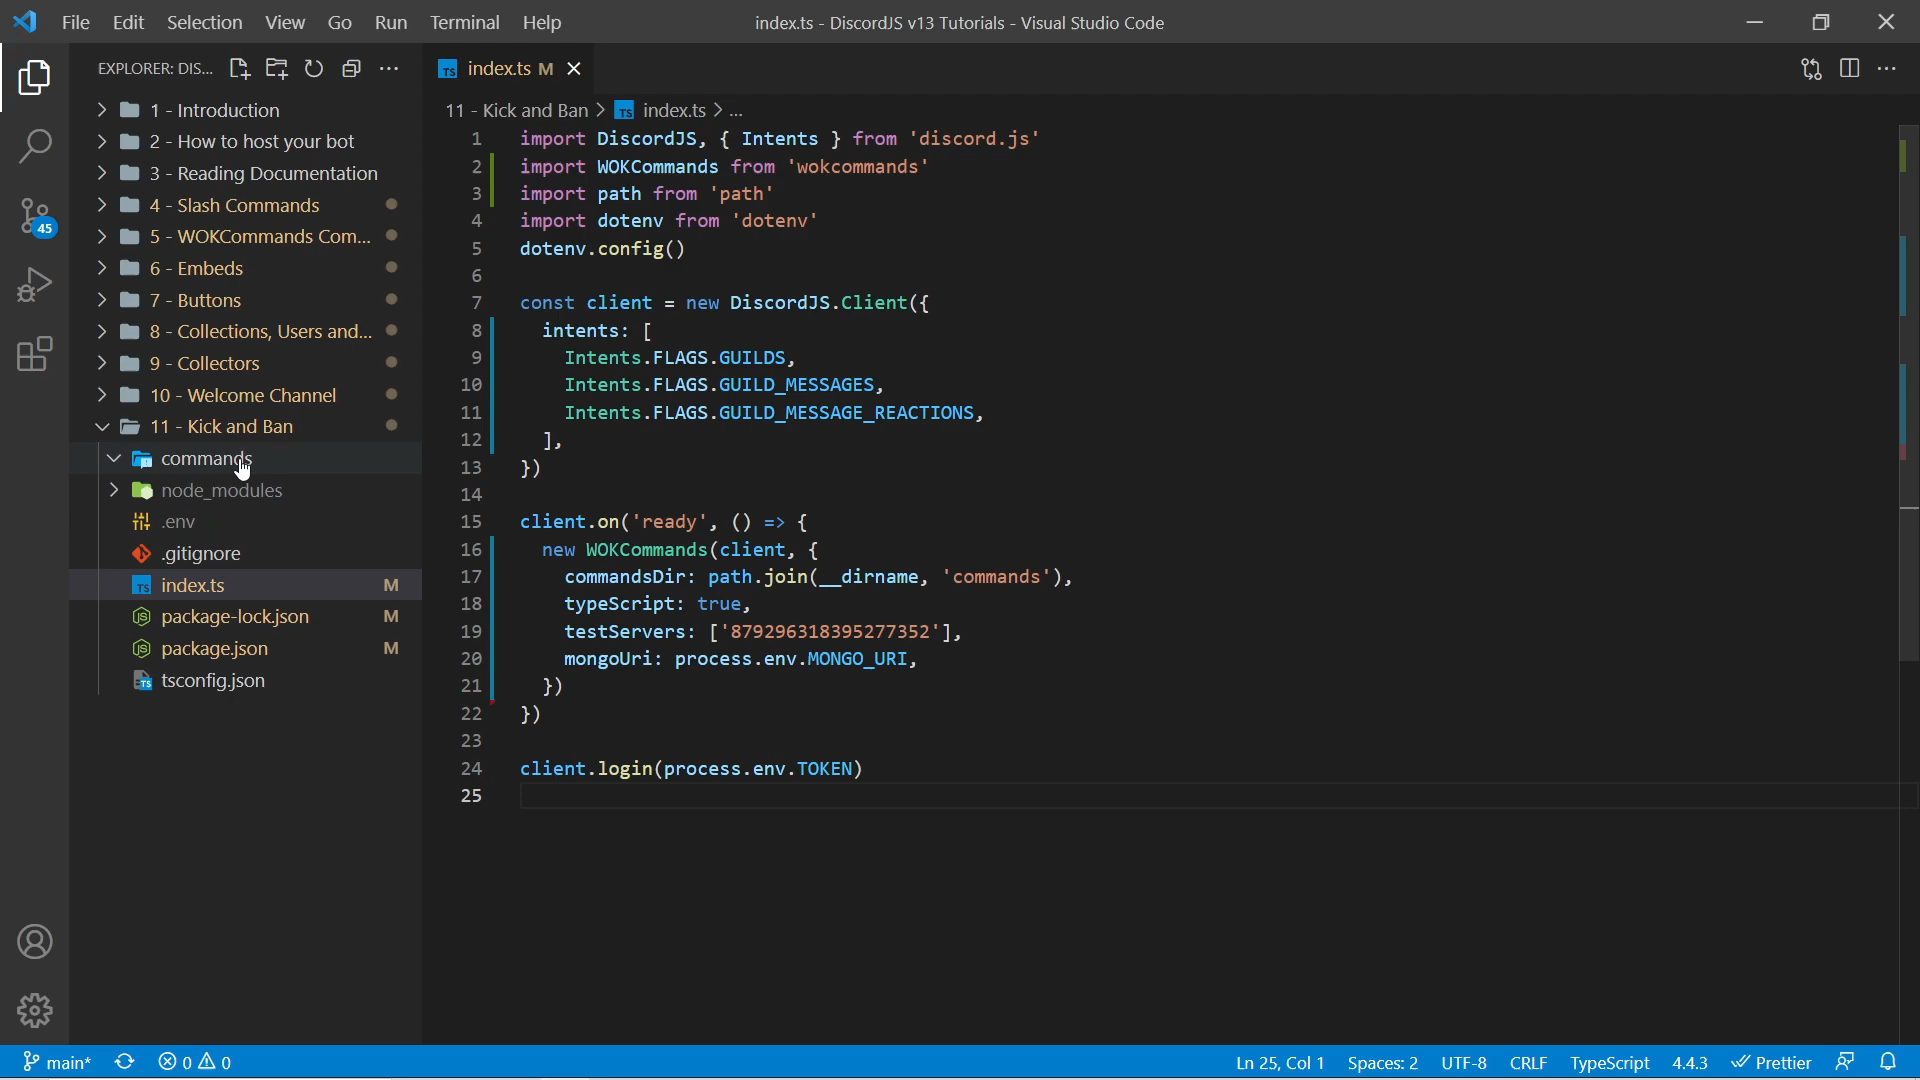 File Edit Selection View Go Run Terminal Help
index.ts - DiscordJS v13 Tutorials - Visual Studio Code
EXPLORER: DIS...
1 - Introduction
2 - How to host your bot
3 - Reading Documentation
4 - Slash Commands
5 - WOKCommands Com...
6 - Embeds
7 - Buttons
8 - Collections, Users and...
9 - Collectors
10 - Welcome Channel
11 - Kick and Ban
commands
node_modules
.env
.gitignore
TS index.ts M
JS package-lock.json M
JS package.json M
TS tsconfig.json
45
TS index.ts M
11 - Kick and Ban > TS index.ts > ...
1 import DiscordJS, { Intents } from 'discord.js'
2 import WOKCommands from 'wokcommands'
3 import path from 'path'
4 import dotenv from 'dotenv'
5 dotenv.config()
6
7 const client = new DiscordJS.Client({
8 intents: [
9 Intents.FLAGS.GUILDS,
10 Intents.FLAGS.GUILD_MESSAGES,
11 Intents.FLAGS.GUILD_MESSAGE_REACTIONS,
12 ],
13 })
14
15 client.on('ready', () => {
16 new WOKCommands(client, {
17 commandsDir: path.join(__dirname, 'commands'),
18 typeScript: true,
19 testServers: ['879296318395277352'],
20 mongoUri: process.env.MONGO_URI,
21 })
22 })
23
24 client.login(process.env.TOKEN)
25
main* 0 0 Ln 25, Col 1 Spaces: 2 UTF-8 CRLF TypeScript 4.4.3 Prettier